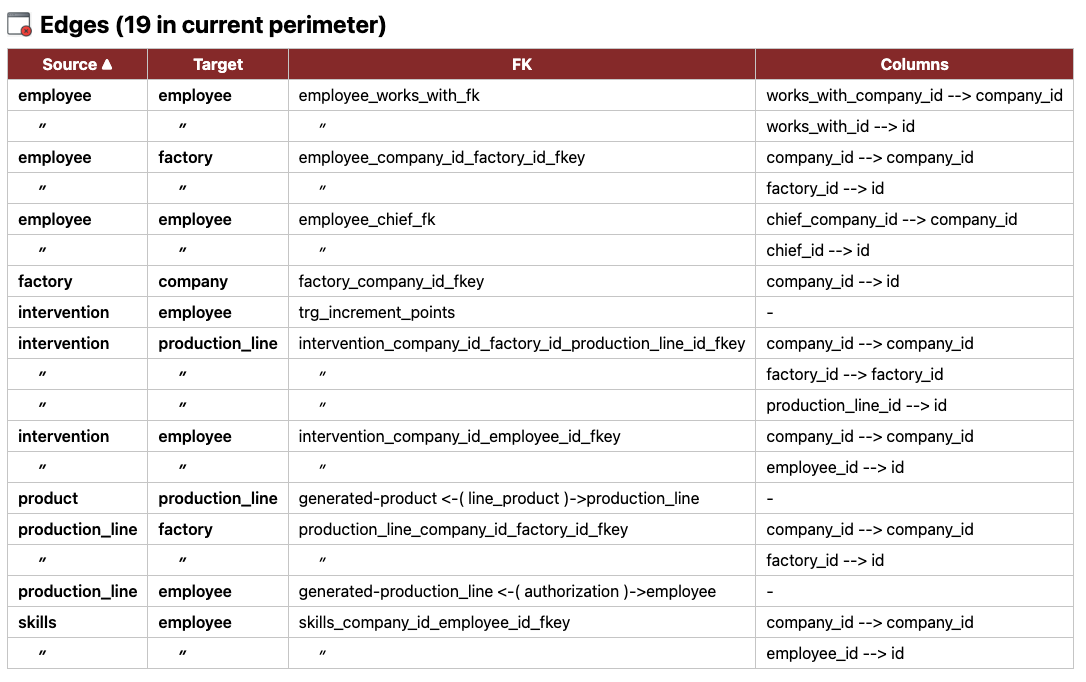 Edges (19 in current perimeter)
Source ▲ Target FK Columns
employee employee employee_works_with_fk works_with_company_id --> company_id
〃 〃 〃 works_with_id --> id
employee factory employee_company_id_factory_id_fkey company_id --> company_id
〃 〃 〃 factory_id --> id
employee employee employee_chief_fk chief_company_id --> company_id
〃 〃 〃 chief_id --> id
factory company factory_company_id_fkey company_id --> id
intervention employee trg_increment_points -
intervention production_line intervention_company_id_factory_id_production_line_id_fkey company_id --> company_id
〃 〃 〃 factory_id --> factory_id
〃 〃 〃 production_line_id --> id
intervention employee intervention_company_id_employee_id_fkey company_id --> company_id
〃 〃 〃 employee_id --> id
product production_line generated-product <-( line_product )->production_line -
production_line factory production_line_company_id_factory_id_fkey company_id --> company_id
〃 〃 〃 factory_id --> id
production_line employee generated-production_line <-( authorization )->employee -
skills employee skills_company_id_employee_id_fkey company_id --> company_id
〃 〃 〃 employee_id --> id